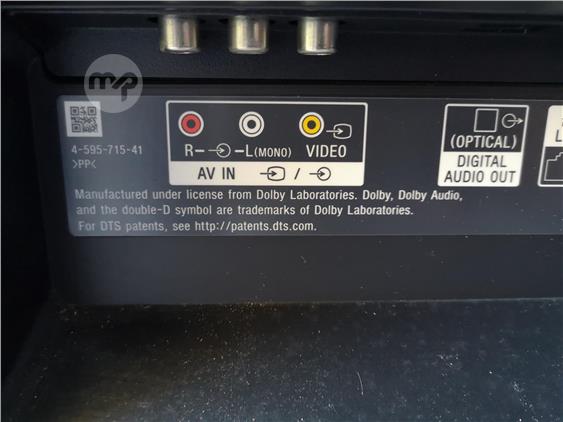 mp
4-595-715-41
>PP<
R- -L(MONO) VIDEO
AV IN /
(OPTICAL)
DIGITAL
AUDIO OUT
L
Manufactured under license from Dolby Laboratories. Dolby, Dolby Audio,
and the double-D symbol are trademarks of Dolby Laboratories.
For DTS patents, see http://patents.dts.com.